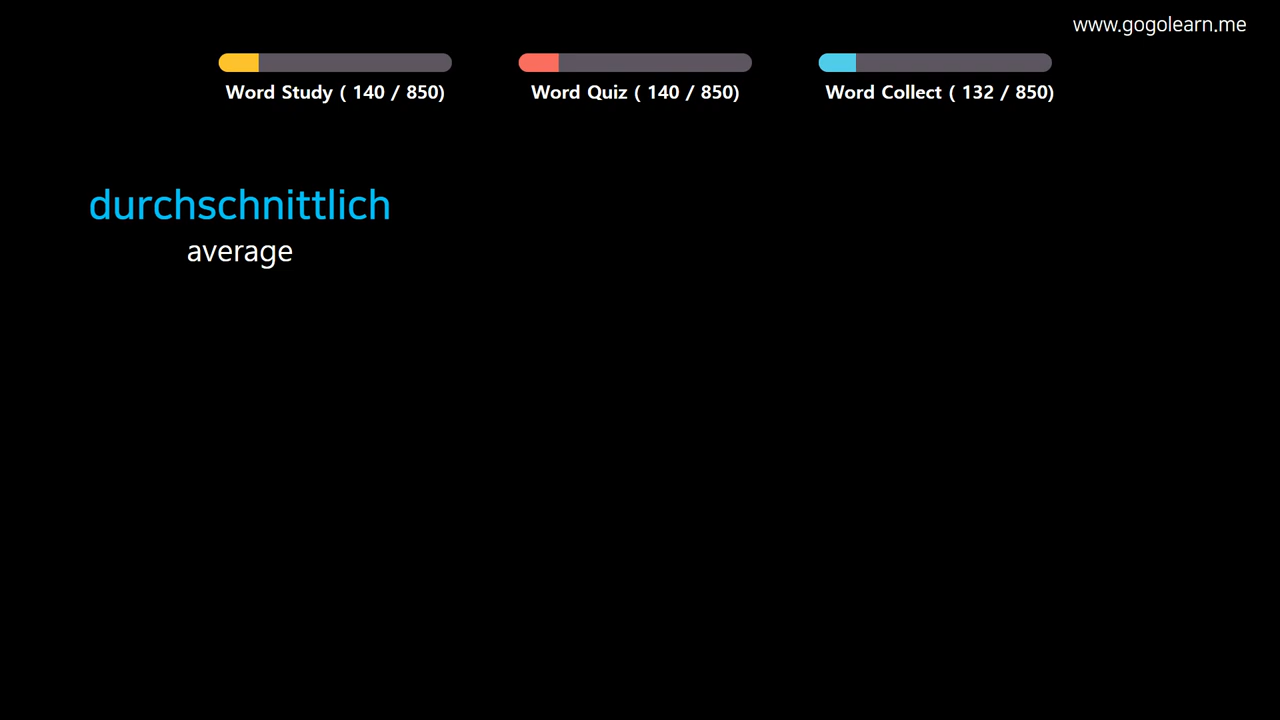 www.gogolearn.me
Word Study ( 140 / 850)
Word Quiz ( 140 / 850)
Word Collect ( 132 / 850)
durchschnittlich
average